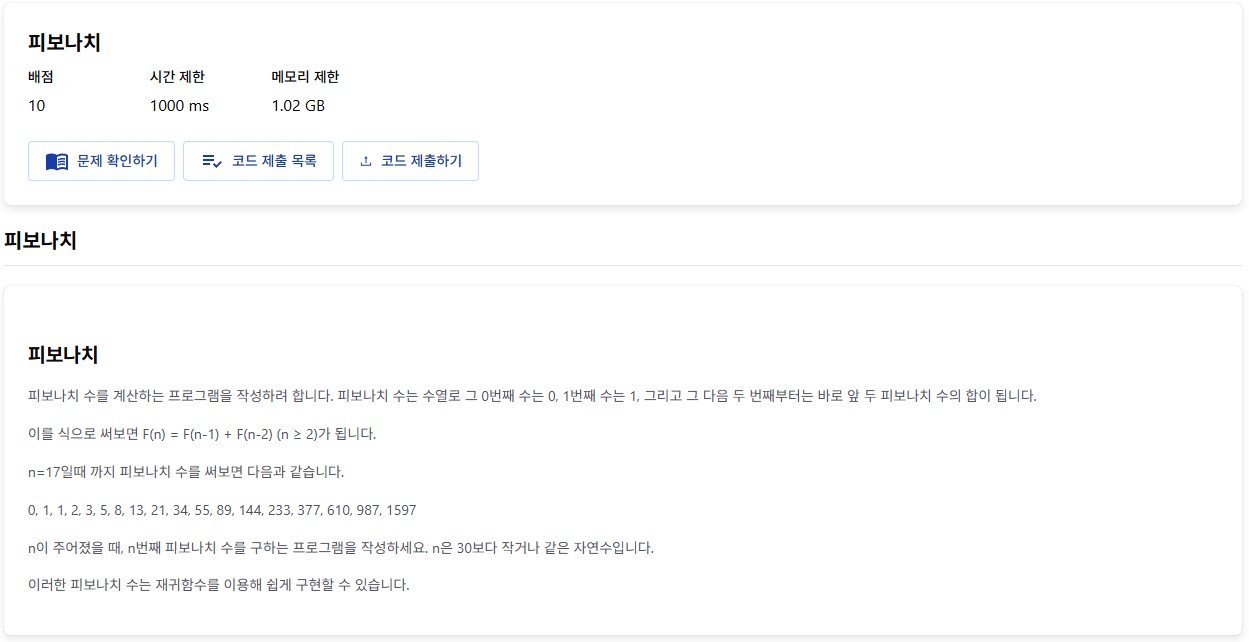 피보나치
배점 시간 제한 메모리 제한
10 1000 ms 1.02 GB
문제 확인하기 코드 제출 목록 코드 제출하기
피보나치
피보나치
피보나치 수를 계산하는 프로그램을 작성하려 합니다. 피보나치 수는 수열로 그 0번째 수는 0, 1번째 수는 1, 그리고 그 다음 두 번째부터는 바로 앞 두 피보나치 수의 합이 됩니다.
이를 식으로 써보면 F(n) = F(n-1) + F(n-2) (n ≥ 2)가 됩니다.
n=17일때 까지 피보나치 수를 써보면 다음과 같습니다.
0, 1, 1, 2, 3, 5, 8, 13, 21, 34, 55, 89, 144, 233, 377, 610, 987, 1597
n이 주어졌을 때, n번째 피보나치 수를 구하는 프로그램을 작성하세요. n은 30보다 작거나 같은 자연수입니다.
이러한 피보나치 수는 재귀함수를 이용해 쉽게 구현할 수 있습니다.